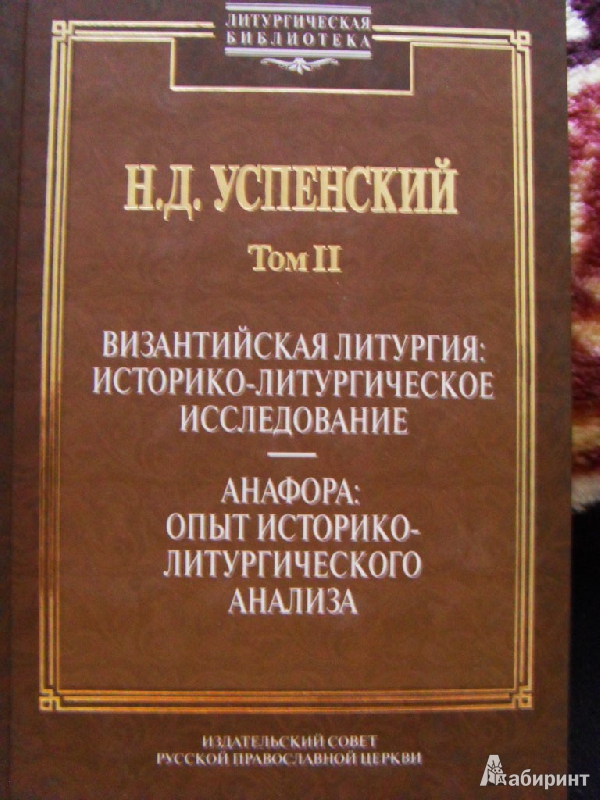 ЛИТУРГИЧЕСКАЯ
БИБЛИОТЕКА
Н.Д. УСПЕНСКИЙ
Том II
ВИЗАНТИЙСКАЯ ЛИТУРГИЯ:
ИСТОРИКО-ЛИТУРГИЧЕСКОЕ
ИССЛЕДОВАНИЕ
АНАФОРА:
ОПЫТ ИСТОРИКО-
ЛИТУРГИЧЕСКОГО
АНАЛИЗА
ИЗДАТЕЛЬСКИЙ СОВЕТ
РУССКОЙ ПРАВОСЛАВНОЙ ЦЕРКВИ
Лабиринт